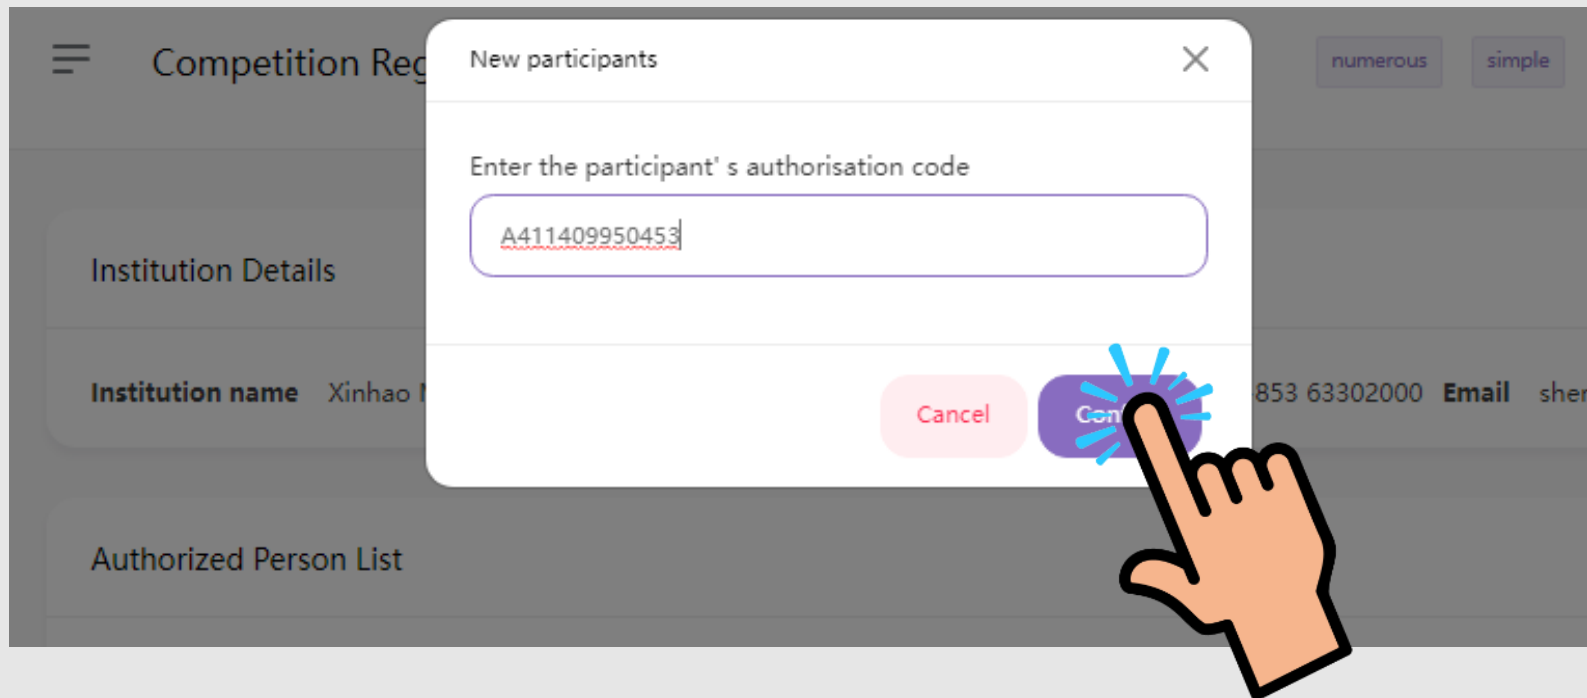 Competition Reg
New participants
numerous
simple
Enter the participant' s authorisation code
A411409950453
Institution Details
Institution name Xinhao
853 63302000 Email sher
Cancel
Authorized Person List